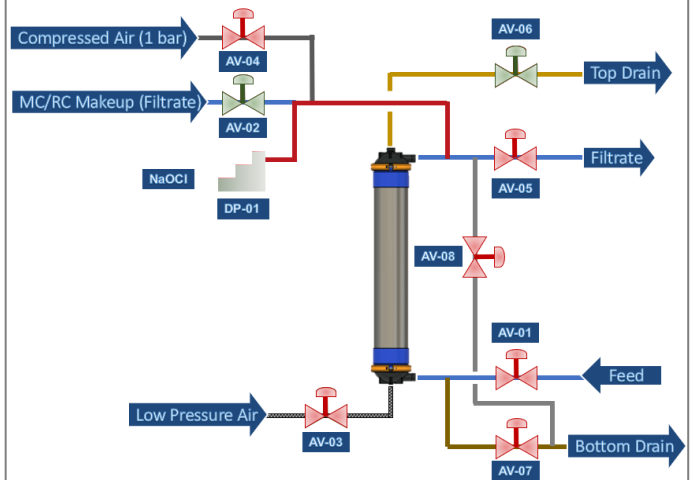 AV-06
Compressed Air (1 bar)
AV-04
Top Drain
MC/RC Makeup (Filtrate)
AV-02
Filtrate
NaOCl
AV-05
DP-01
AV-08
AV-01
Feed
Low Pressure Air
AV-03
Bottom Drain
AV-07